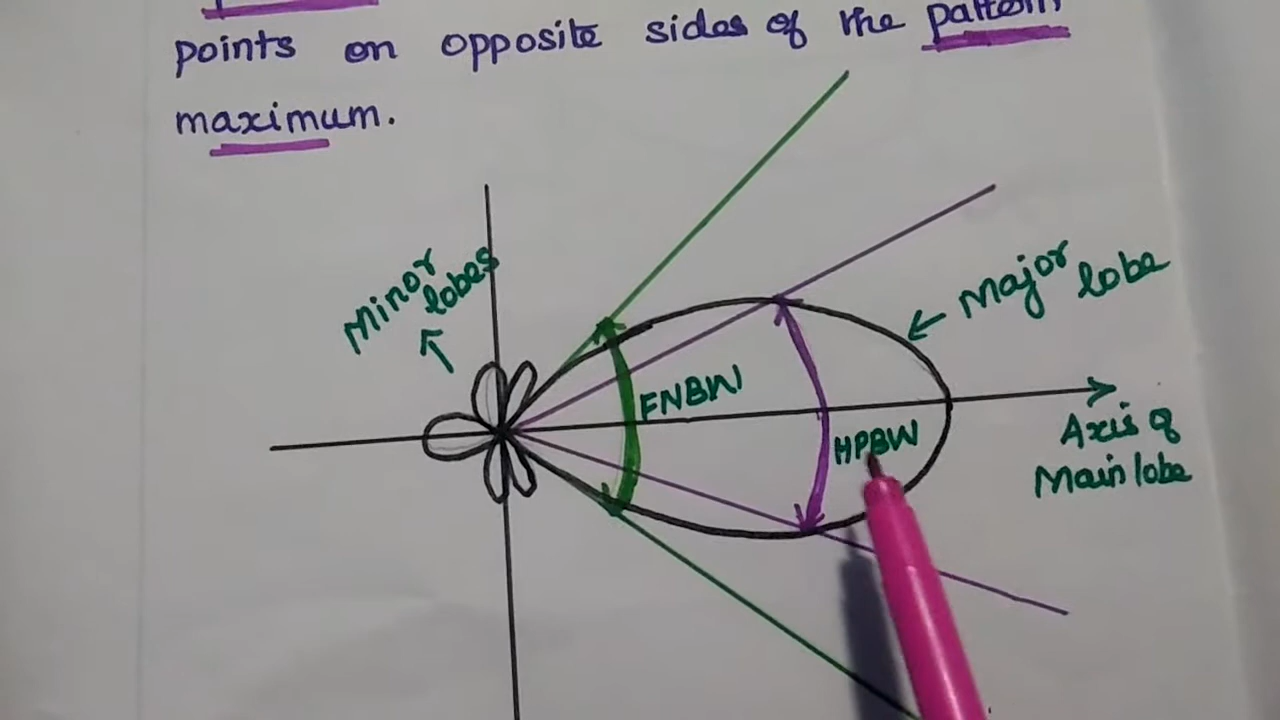 points on opposite sides of the pattern
maximum.
Minor
lobes
Major lobe
FNBW
HPBW
Axis of
Main lobe